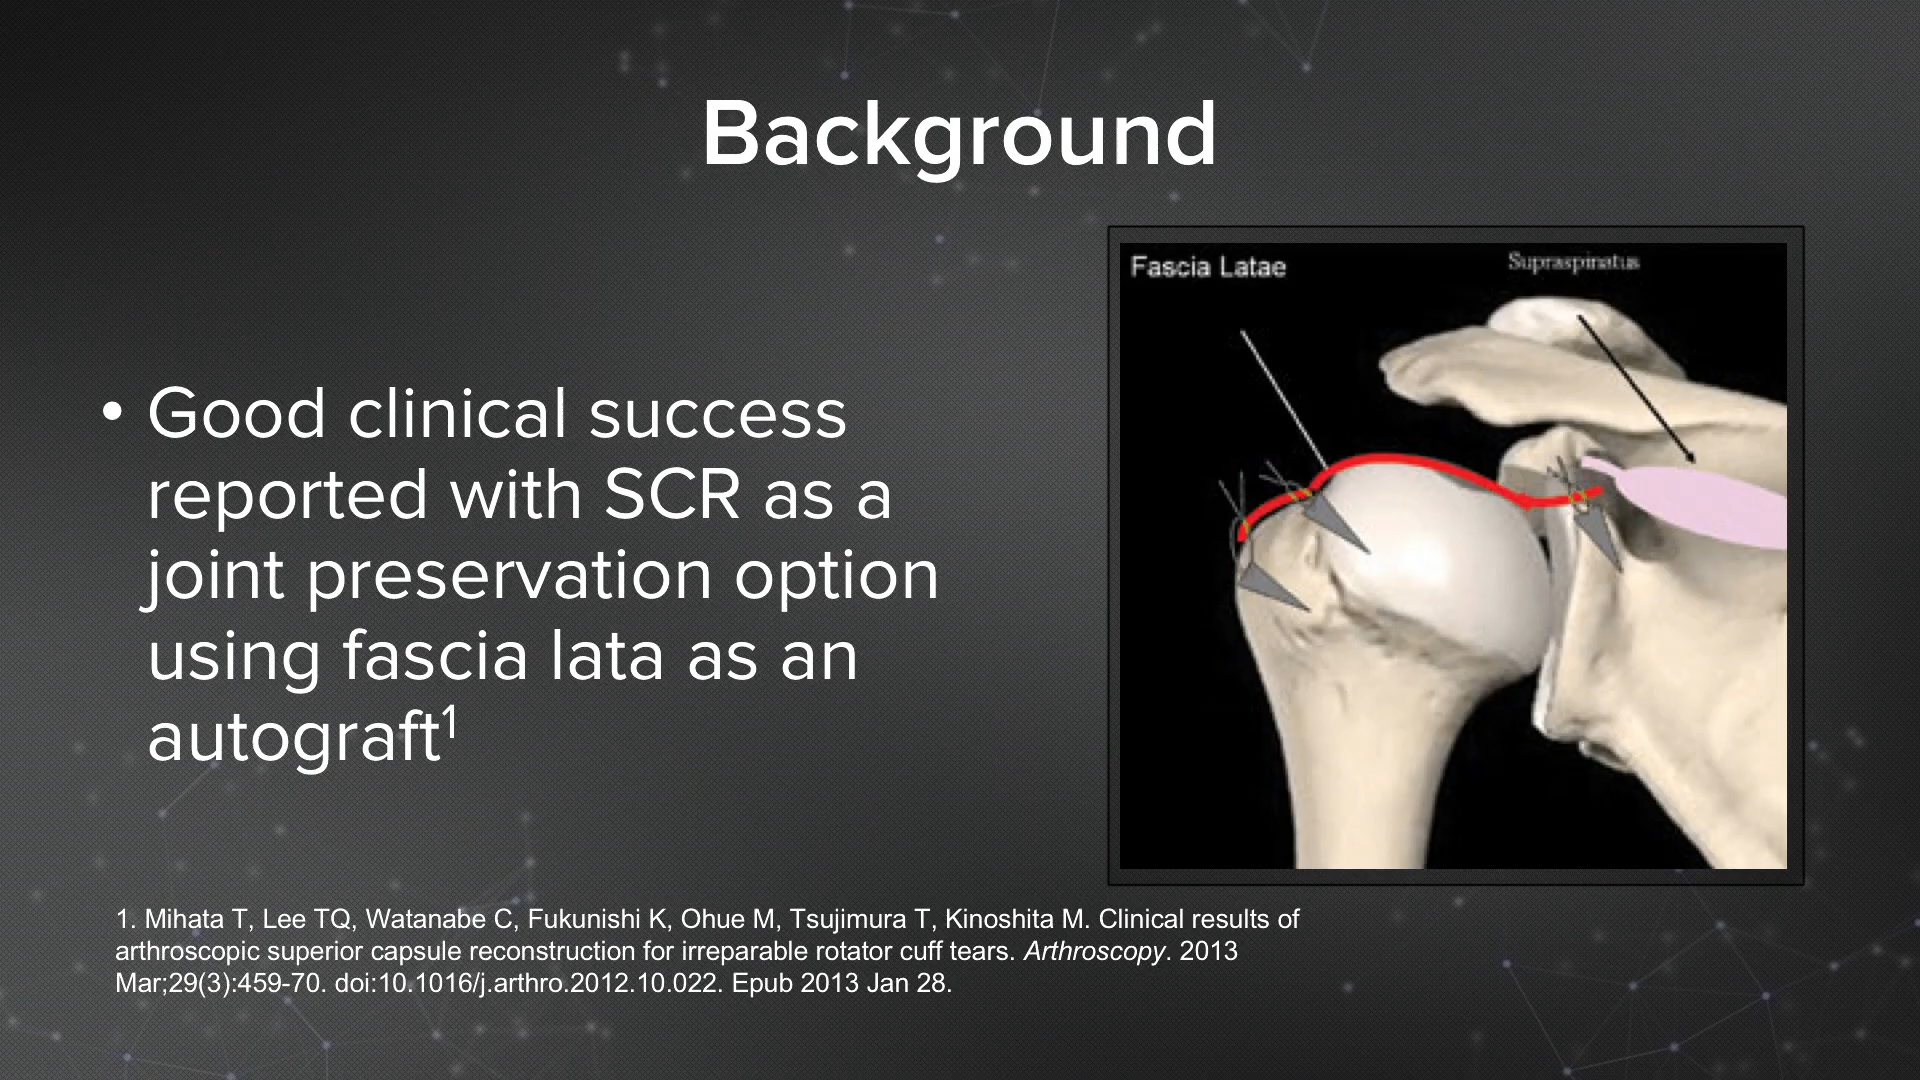 Background
Fascia Latae
Supraspinatus
• Good clinical success
reported with SCR as a
joint preservation option
using fascia lata as an
autograft¹
1. Mihata T, Lee TQ, Watanabe C, Fukunishi K, Ohue M, Tsujimura T, Kinoshita M. Clinical results of
arthroscopic superior capsule reconstruction for irreparable rotator cuff tears. Arthroscopy. 2013
Mar;29(3):459-70. doi:10.1016/j.arthro.2012.10.022. Epub 2013 Jan 28.